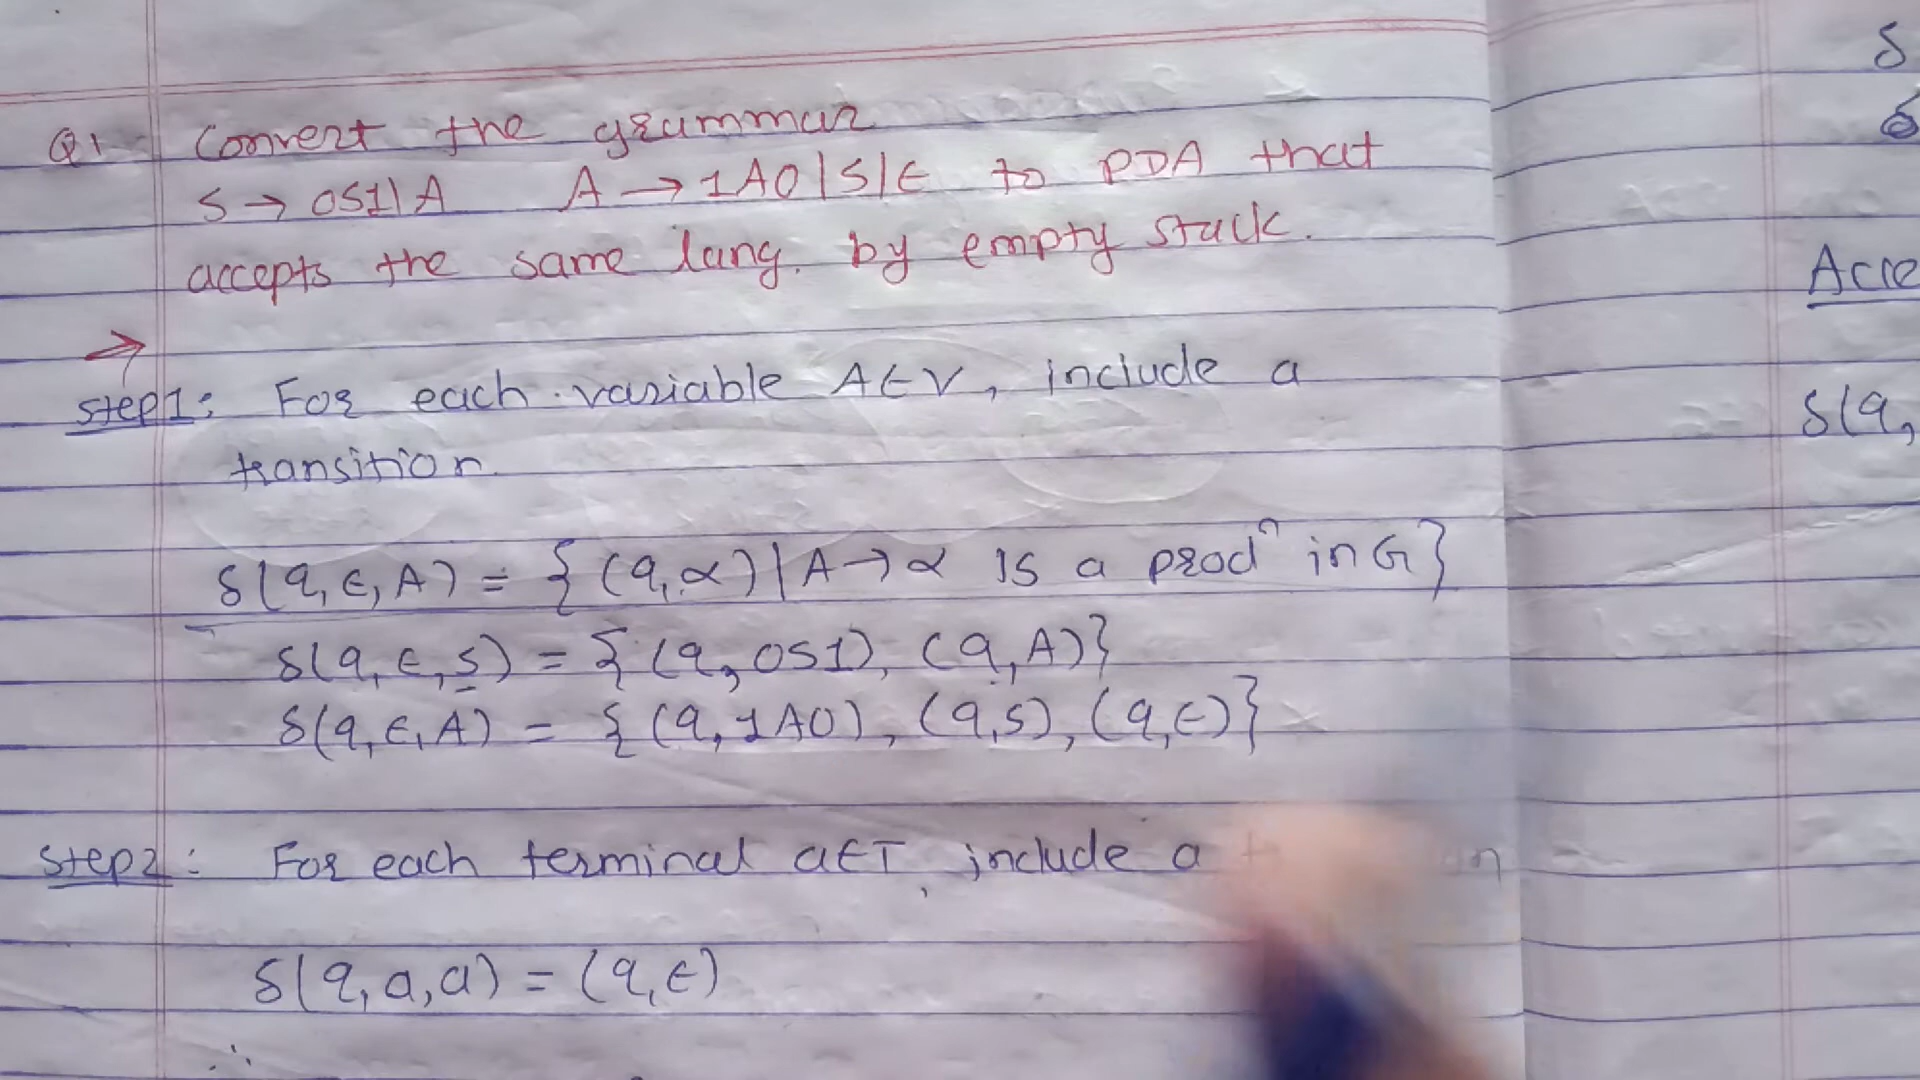 Q1 Convert the grammar
S → 0S1|A A → 1A0|S|ϵ to PDA that
accepts the same lang. by empty stack.
→
Step1: For each variable A∈V, include a
transition
δ(q,ϵ,A) = {(q,α)|A→α is a prodⁿ in G}
δ(q,ϵ,S) = {(q,0S1), (q,A)}
δ(q,ϵ,A) = {(q,1A0), (q,S), (q,ϵ)}
Step2: For each terminal a∈T, include a
δ(q,a,a) = (q,ϵ)
∴
δ
δ
Acce
δ(q,